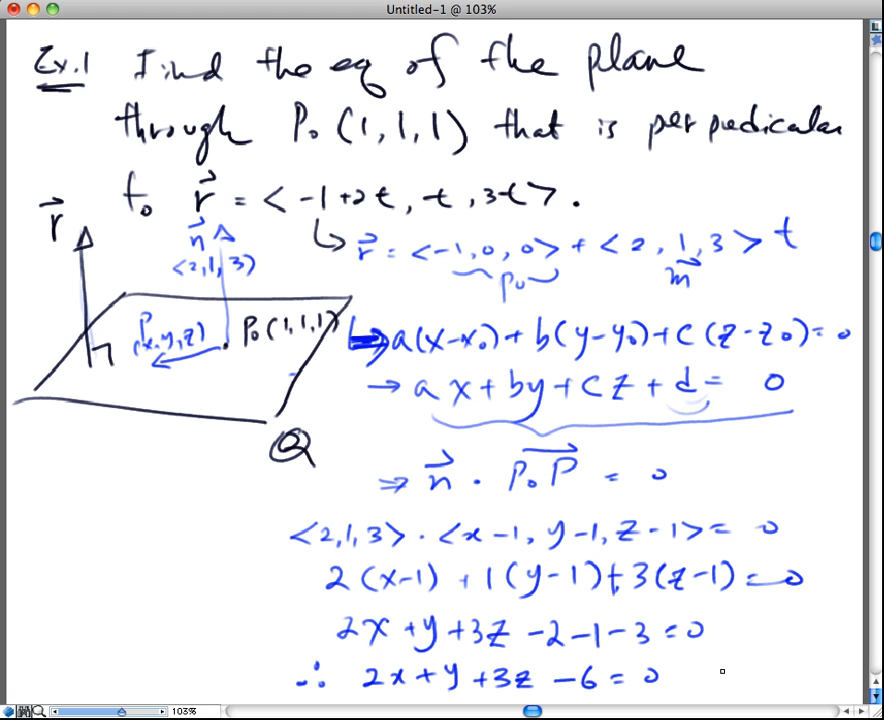 Untitled-1 @ 103%
Ex.1 Find the eq of the plane
through P₀(1,1,1) that is perpedicular
to r⃗ = <-1+2t, t, 3t>.
r⃗
n⃗
<2,1,3>
↳ r⃗ = <-1,0,0> + <2,1,3> t
P₀
m⃗
P
(x,y,z)
P₀(1,1,1)
Q
↳ a(x-x₀)+b(y-y₀)+c(z-z₀)=0
→ ax+by+cz+d=0
⇒ n⃗ · P₀P⃗ = 0
<2,1,3> · <x-1, y-1, z-1> = 0
2(x-1)+1(y-1)+3(z-1)=0
2x+y+3z-2-1-3=0
∴ 2x+y+3z-6=0
103%